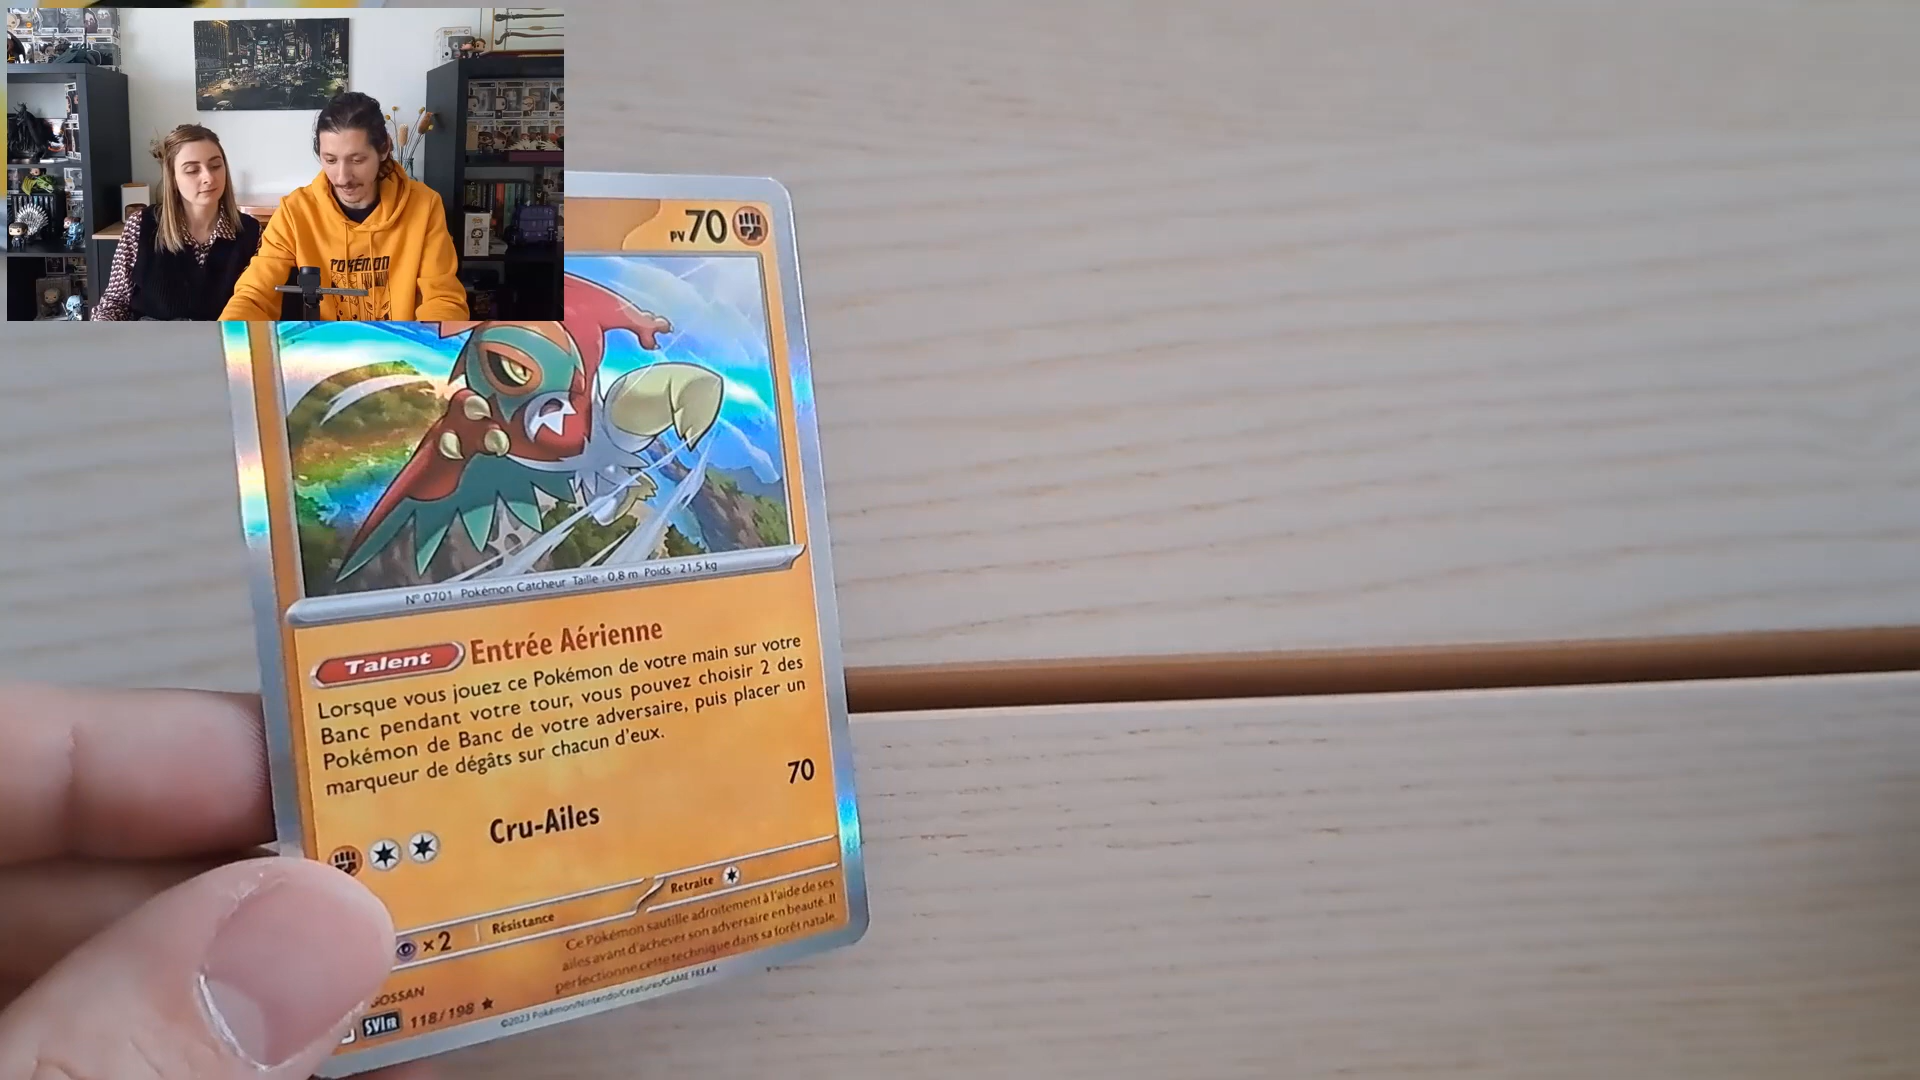 POKÉMON
PV 70
N° 0701 Pokémon Catcheur Taille : 0,8 m Poids : 21,5 kg
Talent Entrée Aérienne
Lorsque vous jouez ce Pokémon de votre main sur votre
Banc pendant votre tour, vous pouvez choisir 2 des
Pokémon de Banc de votre adversaire, puis placer un
marqueur de dégâts sur chacun d'eux.
Cru-Ailes 70
×2 Résistance Retraite
Ce Pokémon sautille adroitement à l'aide de ses
ailes avant d'achever son adversaire en beauté. Il
perfectionne cette technique dans sa forêt natale.
GOSSAN
SVI FR 118/198
©2023 Pokémon/Nintendo/Creatures/GAME FREAK